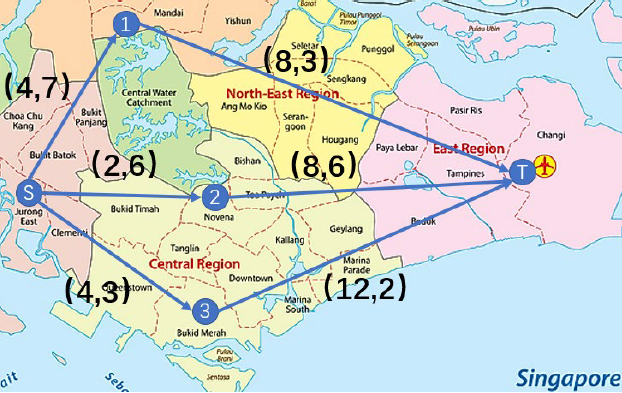 Mandai
Yishun
Pulau Punggol
Timor
Pulau
Serangoon
Pulau Ubin
1
Seletar
Punggol
(8,3)
Sengkang
(4,7)
Central Water
Catchment
North-East Region
Ang Mo Kio
Seran-
goon
Choa Chu
Kang
Bukit
Panjang
Hougang
Pasir Ris
Changi
Paya Lebar
East Region
Bukit Batok
(2,6)
Bishan
(8,6)
Tampines
T
S
Jurong
East
2
Toa Payoh
Bukit Timah
Novena
Bedok
Clementi
Kallang
Geylang
Tanglin
Central Region
Marina
Parade
Downtown
Queenstown
(4,3)
(12,2)
Marina
South
3
Bukit Merah
Pulau
Brani
Sentosa
Singapore